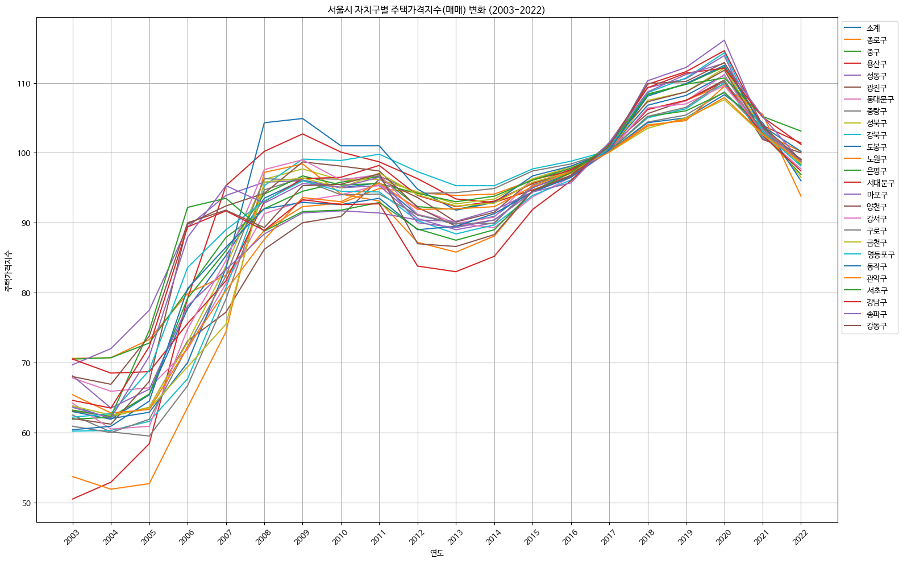 서울시 자치구별 주택가격지수(매매) 변화 (2003-2022)
주택가격지수
110
100
90
80
70
60
50
2003
2004
2005
2006
2007
2008
2009
2010
2011
2012
2013
2014
2015
2016
2017
2018
2019
2020
2021
2022
연도
소계
종로구
중구
용산구
성동구
광진구
동대문구
중랑구
성북구
강북구
도봉구
노원구
은평구
서대문구
마포구
양천구
강서구
구로구
금천구
영등포구
동작구
관악구
서초구
강남구
송파구
강동구